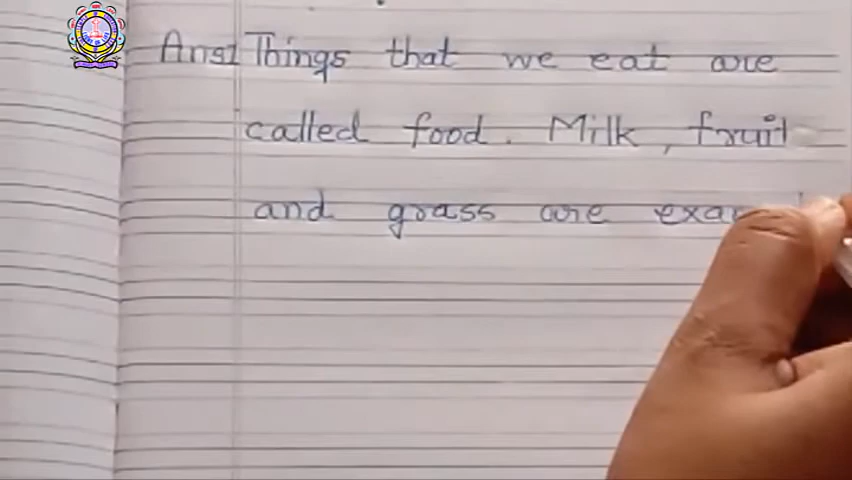 Ans1 Things that we eat are
called food. Milk, fruit
and grass are